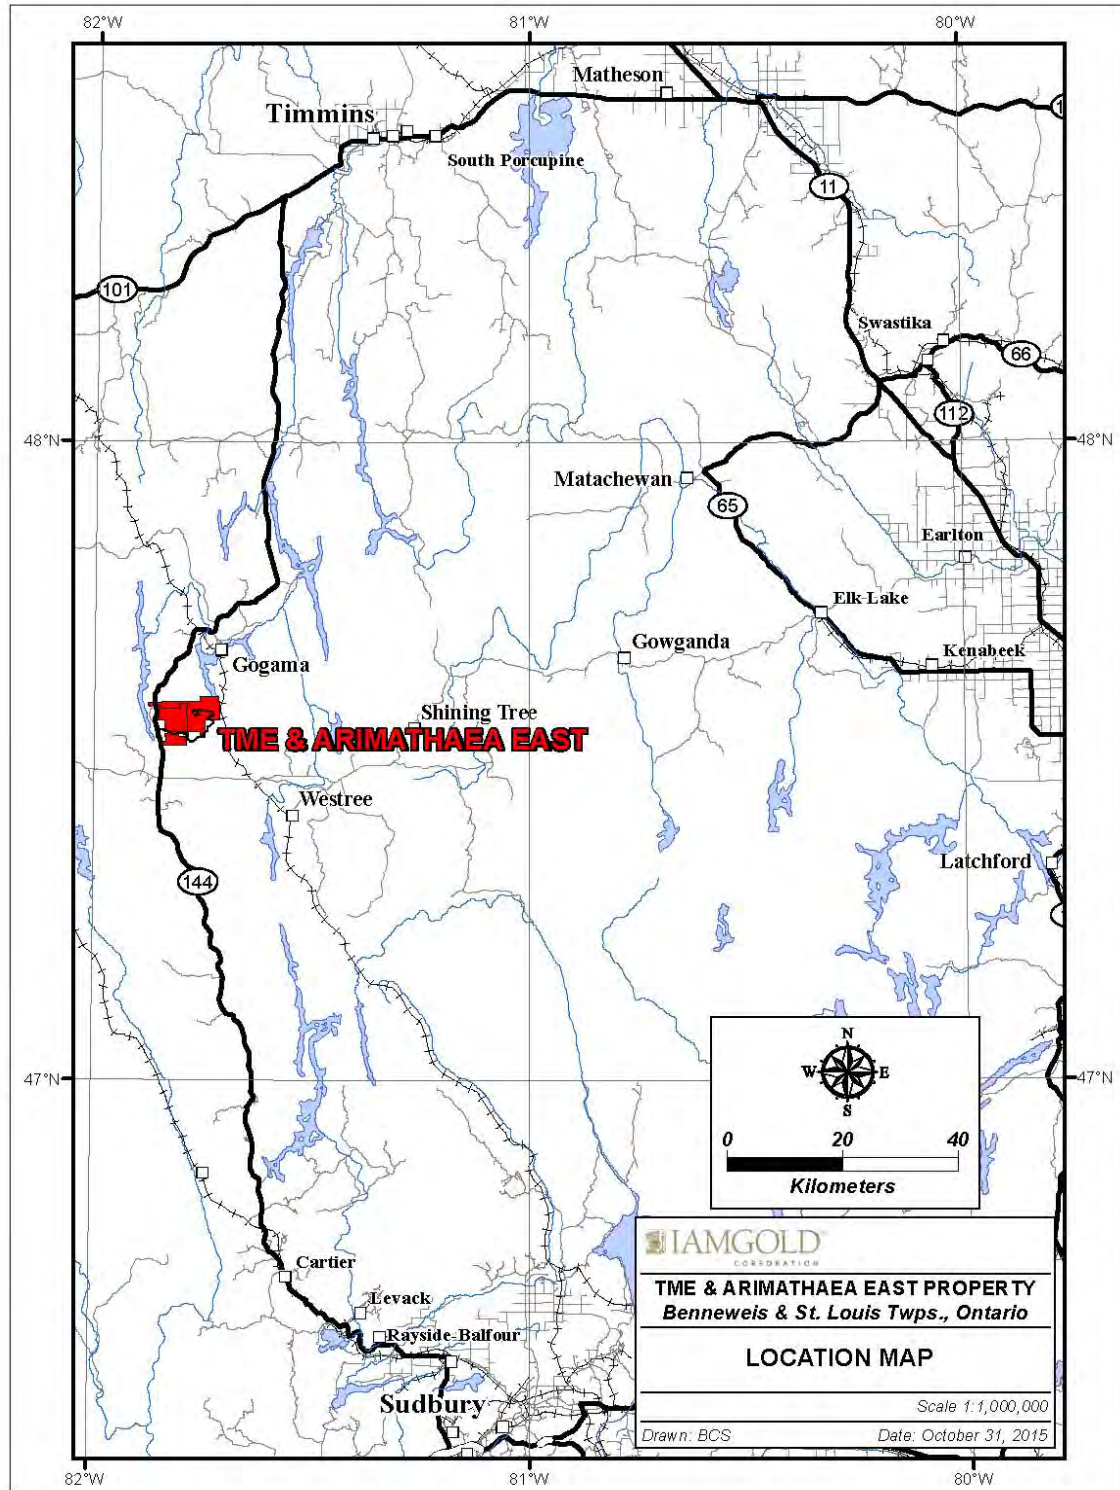 82°W
81°W
80°W
Matheson
Timmins
South Porcupine
11
101
Swastika
66
112
48°N
48°N
Matachewan
65
Earlton
Elk Lake
Gowganda
Kenabeek
Gogama
Shining Tree
TME & ARIMATHAEA EAST
Westree
Latchford
144
N
W
E
S
47°N
47°N
0
20
40
Kilometers
IAMGOLD™
CORPORATION
Cartier
TME & ARIMATHAEA EAST PROPERTY
Benneweis & St. Louis Twps., Ontario
Levack
Rayside-Balfour
LOCATION MAP
Sudbury
Scale 1:1,000,000
Drawn: BCS
Date: October 31, 2015
82°W
81°W
80°W